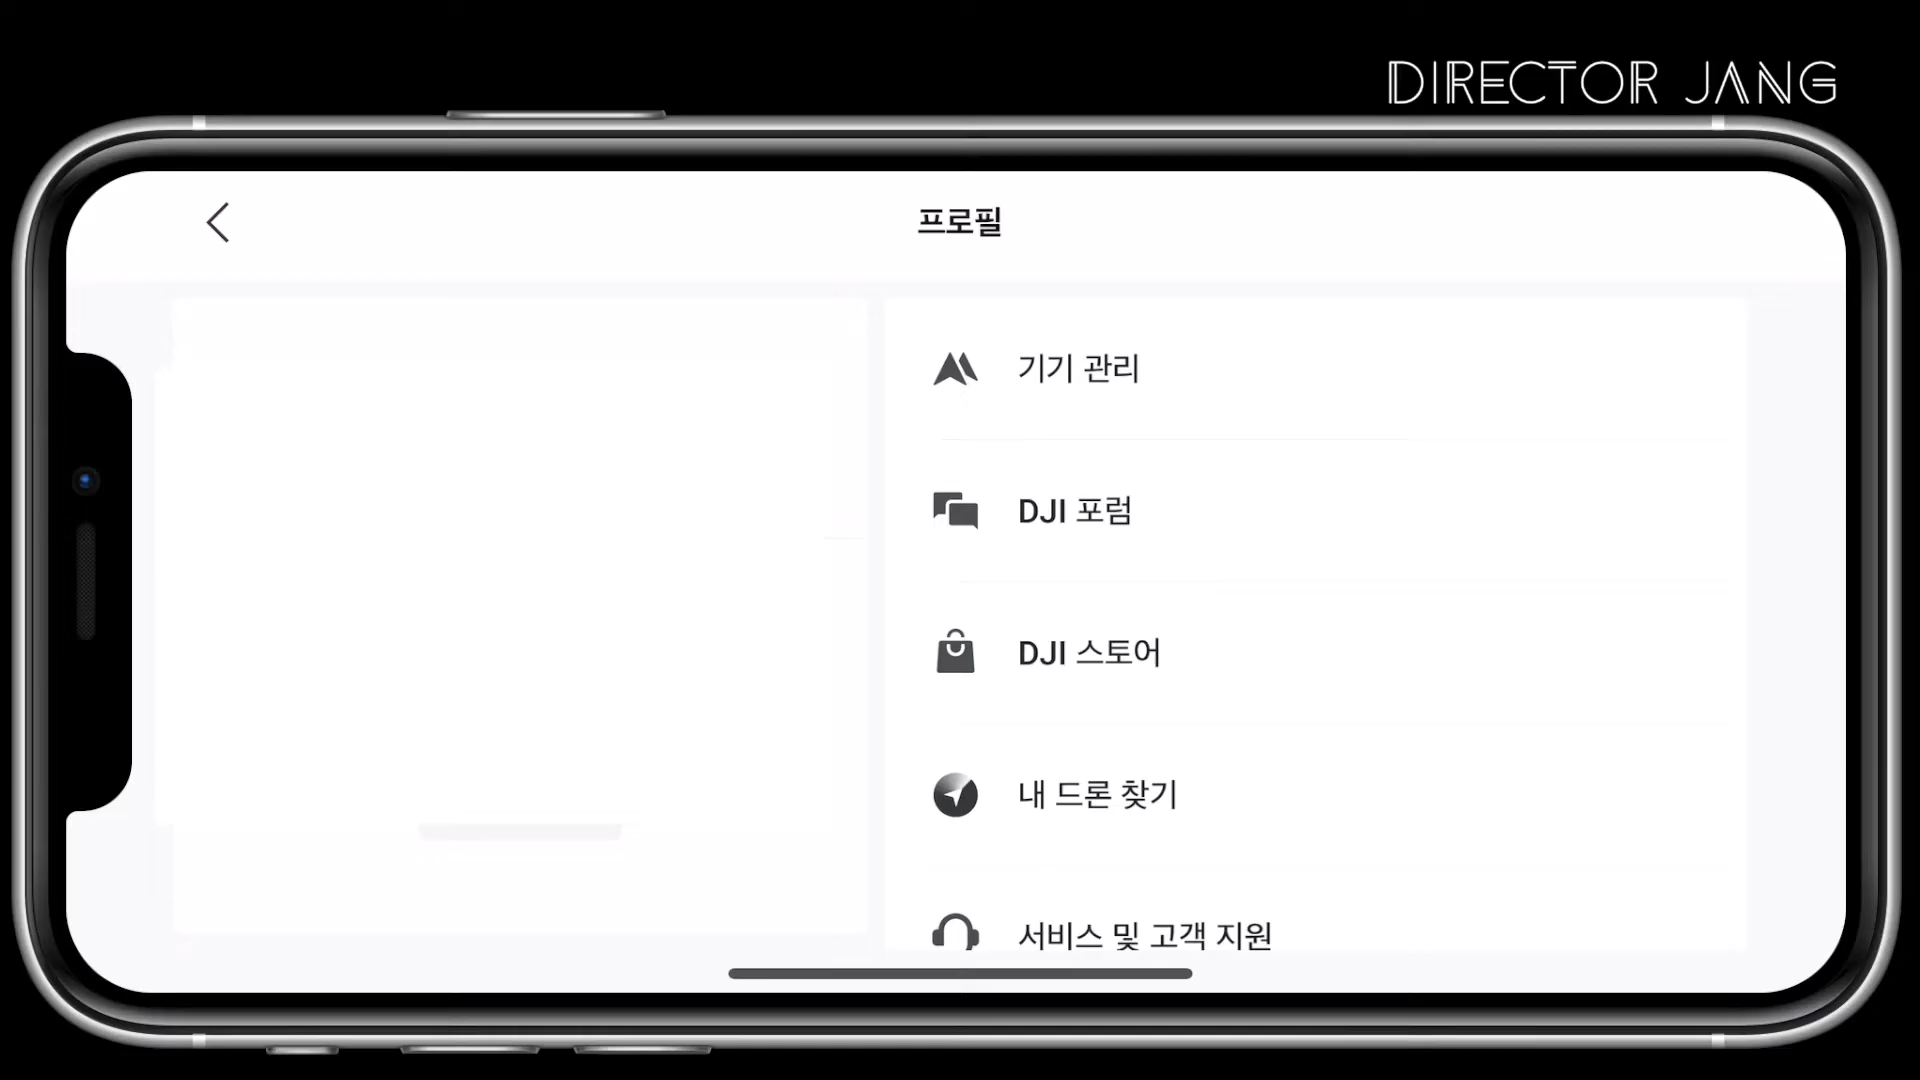 DIRECTOR JANG
프로필
기기 관리
DJI 포럼
DJI 스토어
내 드론 찾기
서비스 및 고객 지원